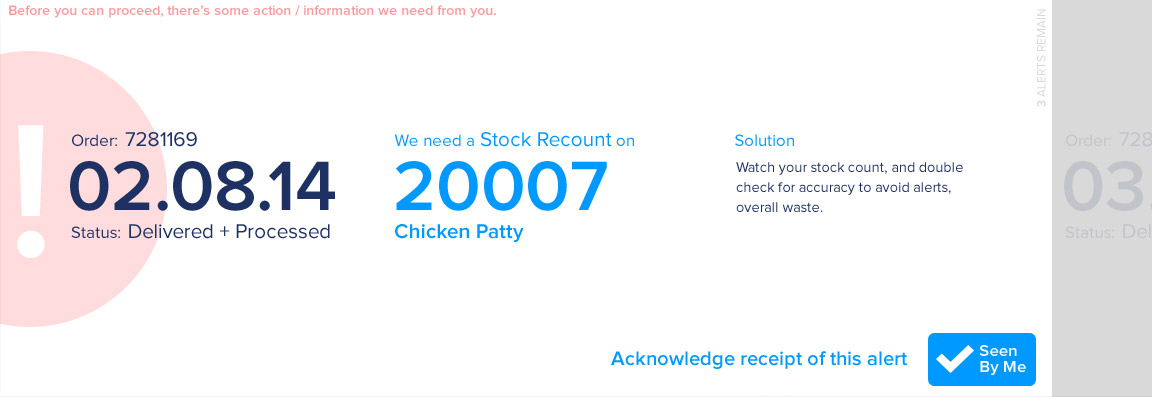 Before you can proceed, there's some action / information we need from you.
3 ALERTS REMAIN
Order: 7281169
02.08.14
Status: Delivered + Processed
We need a Stock Recount on
20007
Chicken Patty
Solution
Watch your stock count, and double
check for accuracy to avoid alerts,
overall waste.
Order: 728
03.
Status: Del
Acknowledge receipt of this alert
Seen
By Me